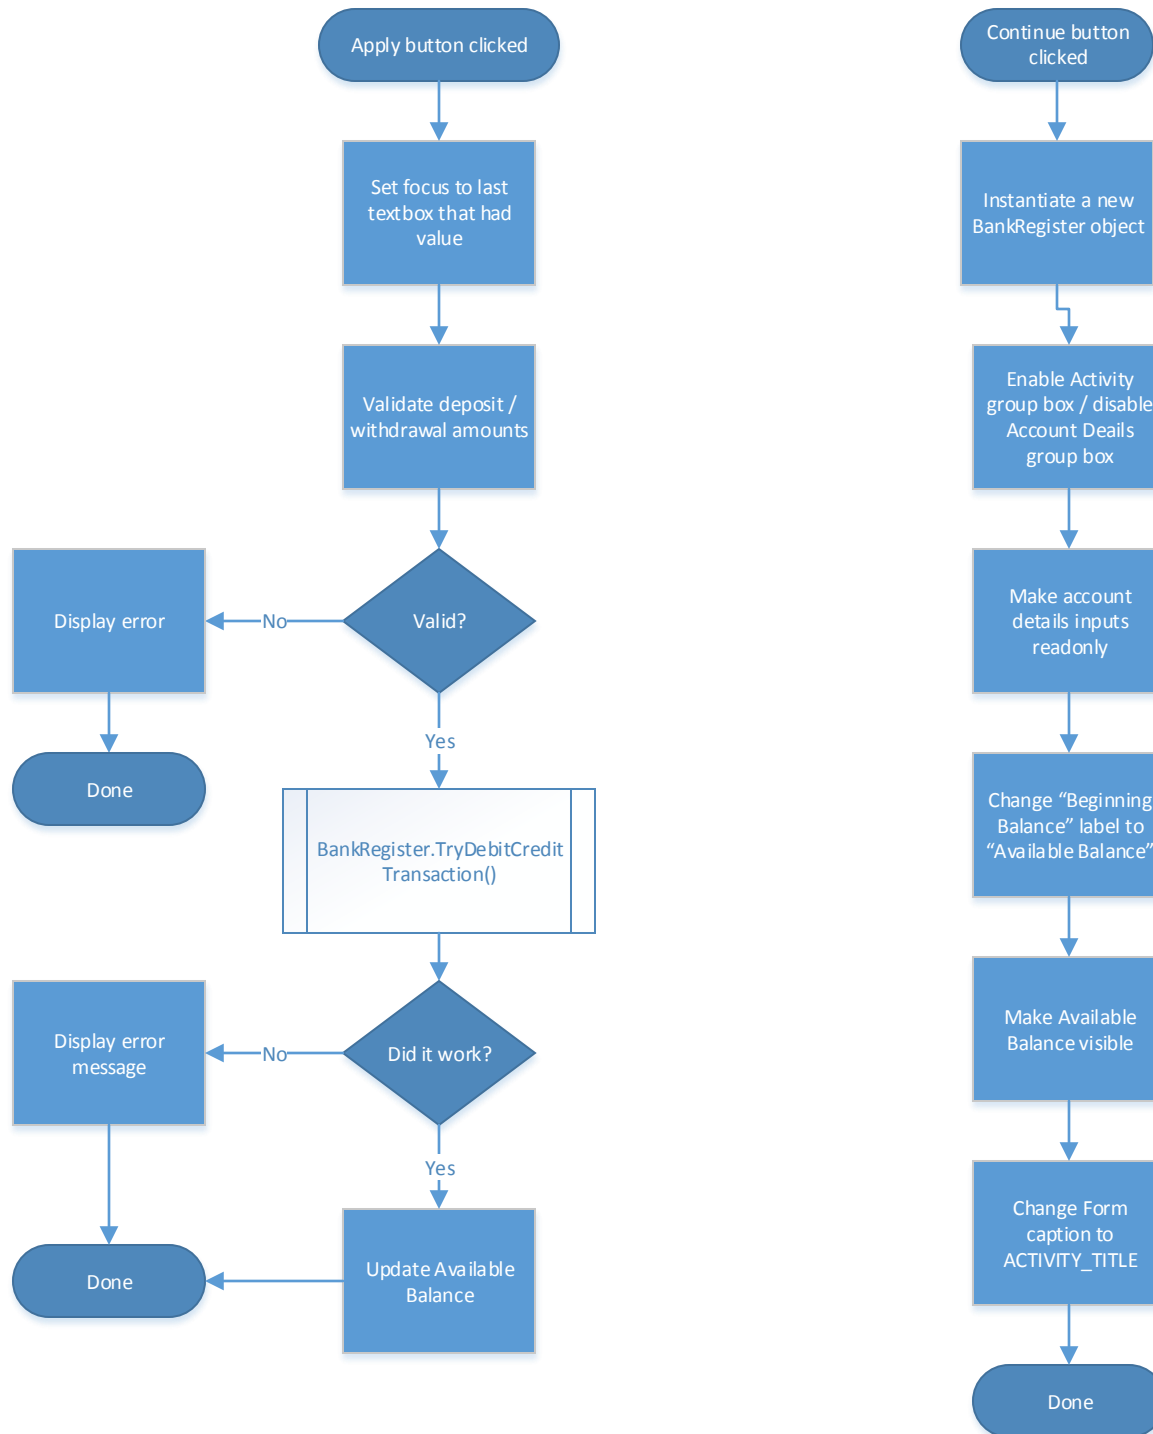 Apply button clicked
Set focus to last
textbox that had
value
Validate deposit /
withdrawal amounts
Valid?
No
Display error
Done
Yes
BankRegister.TryDebitCredit
Transaction()
Did it work?
No
Display error
message
Yes
Update Available
Balance
Done
Continue button
clicked
Instantiate a new
BankRegister object
Enable Activity
group box / disable
Account Deails
group box
Make account
details inputs
readonly
Change “Beginning
Balance” label to
“Available Balance”
Make Available
Balance visible
Change Form
caption to
ACTIVITY_TITLE
Done